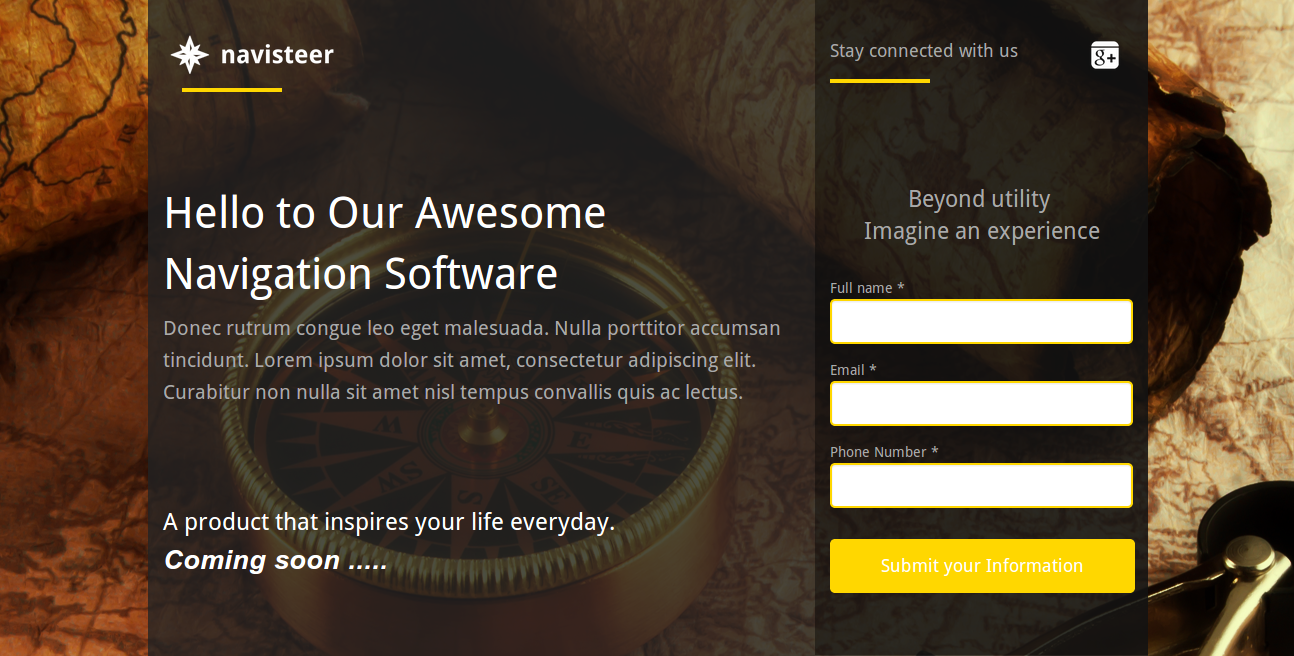 navisteer
Hello to Our Awesome
Navigation Software
Donec rutrum congue leo eget malesuada. Nulla porttitor accumsan
tincidunt. Lorem ipsum dolor sit amet, consectetur adipiscing elit.
Curabitur non nulla sit amet nisl tempus convallis quis ac lectus.
W
E
SW
S
SE
A product that inspires your life everyday.
Coming soon .....
Stay connected with us
g+
Beyond utility
Imagine an experience
Full name *
Email *
Phone Number *
Submit your Information